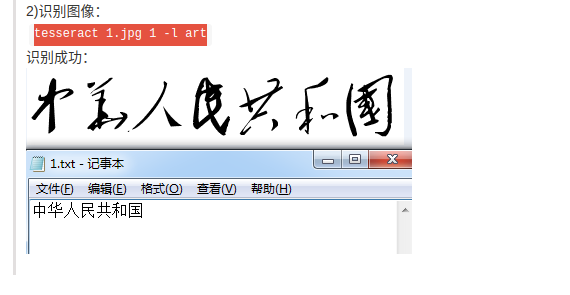 2)识别图像：
tesseract 1.jpg 1 -l art
识别成功：
中華人民共和國
1.txt - 记事本
文件(F) 编辑(E) 格式(O) 查看(V) 帮助(H)
中华人民共和国